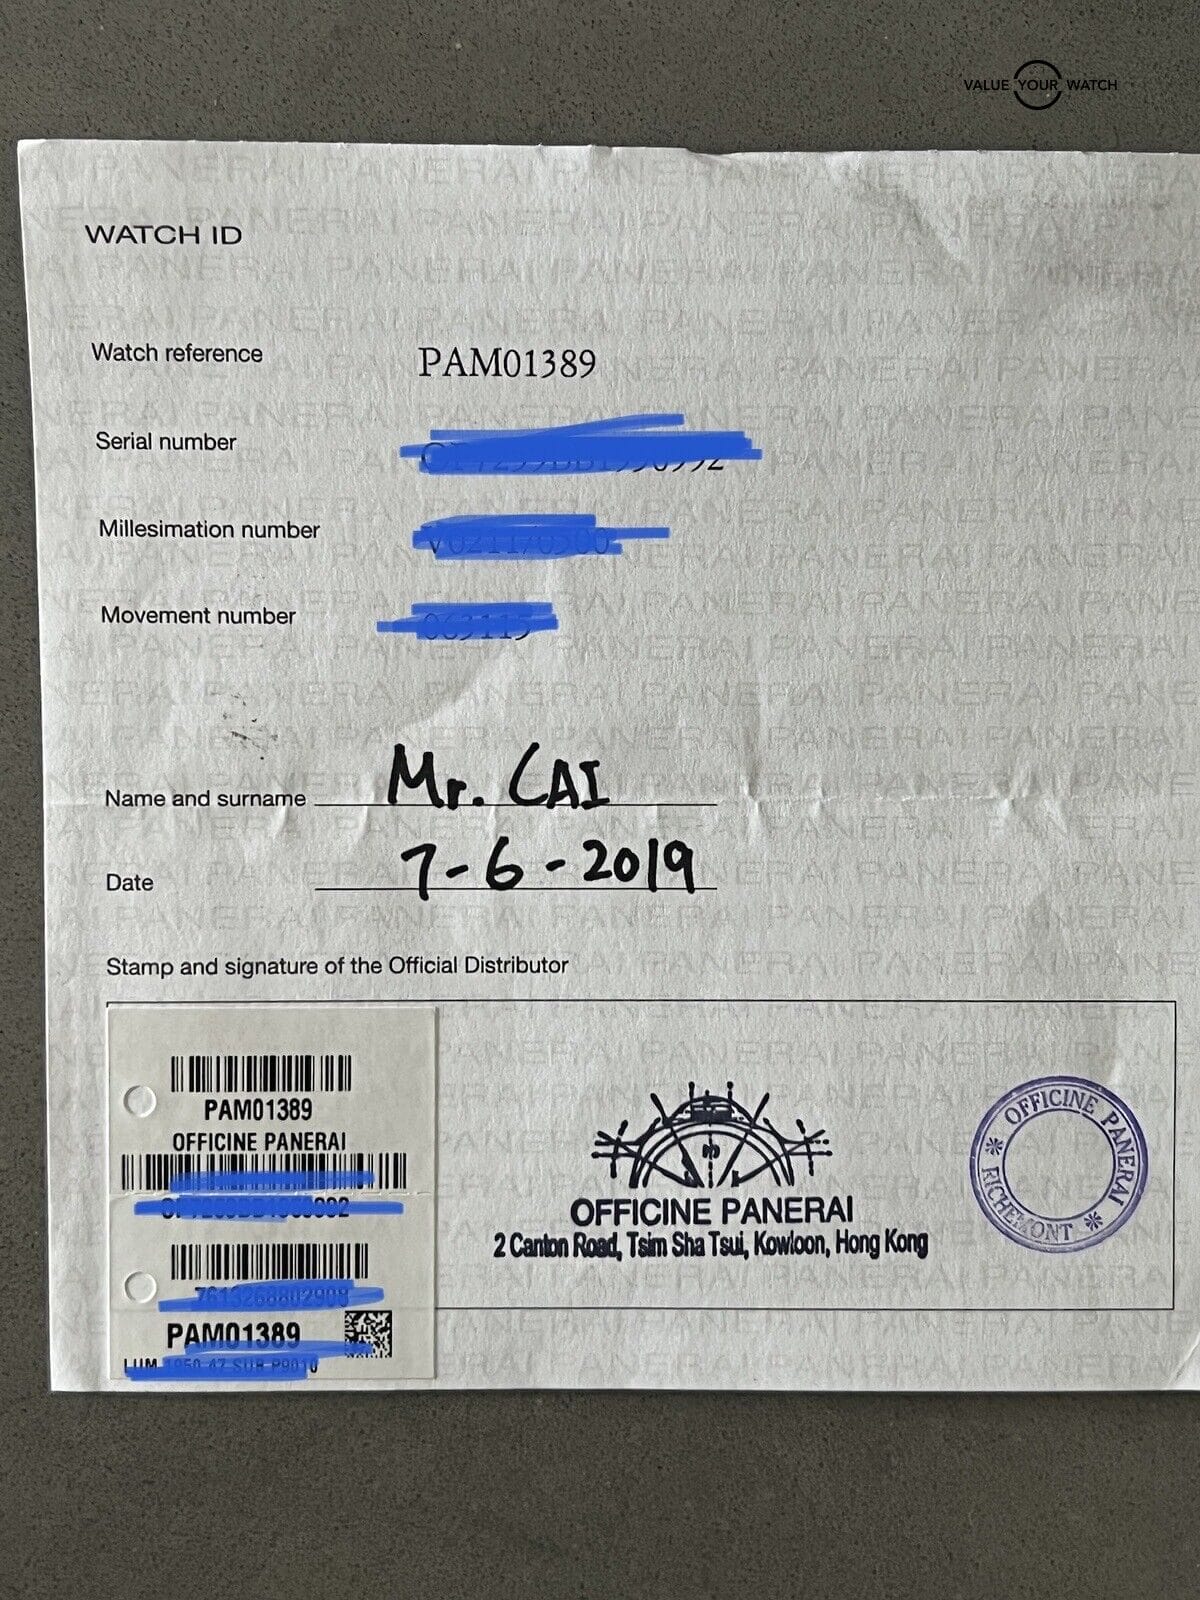 VALUE YOUR WATCH
WATCH ID
Watch reference PAM01389
Serial number
Millesimation number
Movement number
Name and surname Mr. CAI
Date 7-6-2019
Stamp and signature of the Official Distributor
PAM01389
OFFICINE PANERAI
PAM01389
OFFICINE PANERAI
2 Canton Road, Tsim Sha Tsui, Kowloon, Hong Kong
OFFICINE PANERAI
RICHEMONT